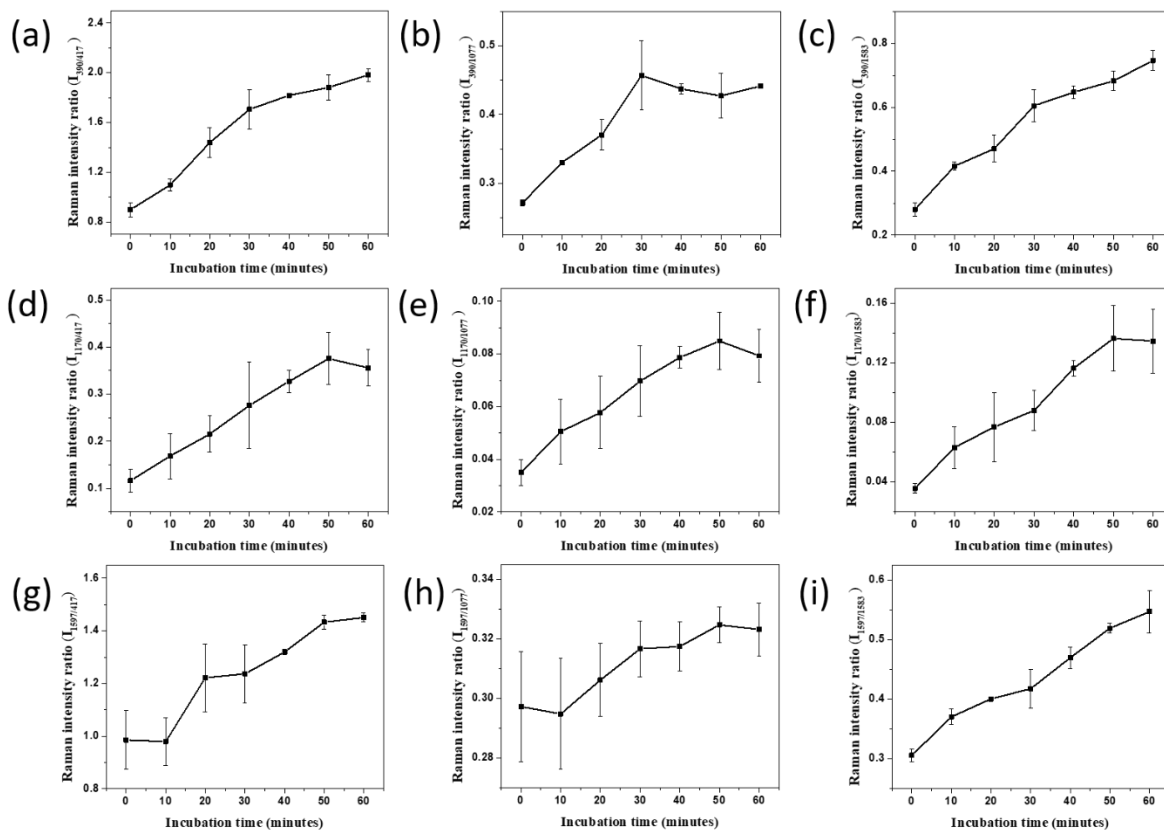 (a)
Raman intensity ratio (I390/417)
2.4
2.0
1.6
1.2
0.8
0 10 20 30 40 50 60
Incubation time (minutes)
(b)
Raman intensity ratio (I390/1077)
0.5
0.4
0.3
0 10 20 30 40 50 60
Incubation time (minutes)
(c)
Raman intensity ratio (I390/1583)
0.8
0.6
0.4
0.2
0 10 20 30 40 50 60
Incubation time (minutes)
(d)
Raman intensity ratio (I1170/417)
0.5
0.4
0.3
0.2
0.1
0 10 20 30 40 50 60
Incubation time (minutes)
(e)
Raman intensity ratio (I1170/1077)
0.10
0.08
0.06
0.04
0.02
0 10 20 30 40 50 60
Incubation time (minutes)
(f)
Raman intensity ratio (I1170/1583)
0.16
0.12
0.08
0.04
0 10 20 30 40 50 60
Incubation time (minutes)
(g)
Raman intensity ratio (I1597/417)
1.6
1.4
1.2
1.0
0.8
0 10 20 30 40 50 60
Incubation time (minutes)
(h)
Raman intensity ratio (I1597/1077)
0.34
0.32
0.30
0.28
0 10 20 30 40 50 60
Incubation time (minutes)
(i)
Raman intensity ratio (I1597/1583)
0.6
0.5
0.4
0.3
0 10 20 30 40 50 60
Incubation time (minutes)